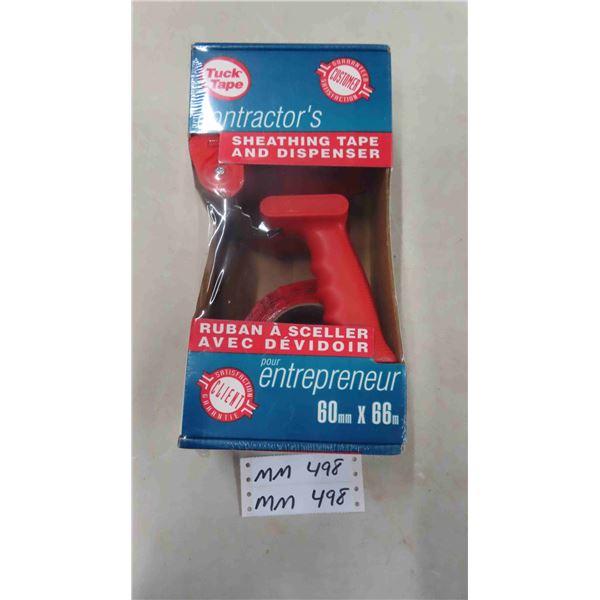 Tuck®
Tape
GUARANTEED
CUSTOMER
SATISFACTION
contractor's
SHEATHING TAPE
AND DISPENSER
RUBAN À SCELLER
AVEC DÉVIDOIR
pour
entrepreneur
SATISFACTION
CLIENT
GARANTIE
60mm X 66m
MM 498
MM 498